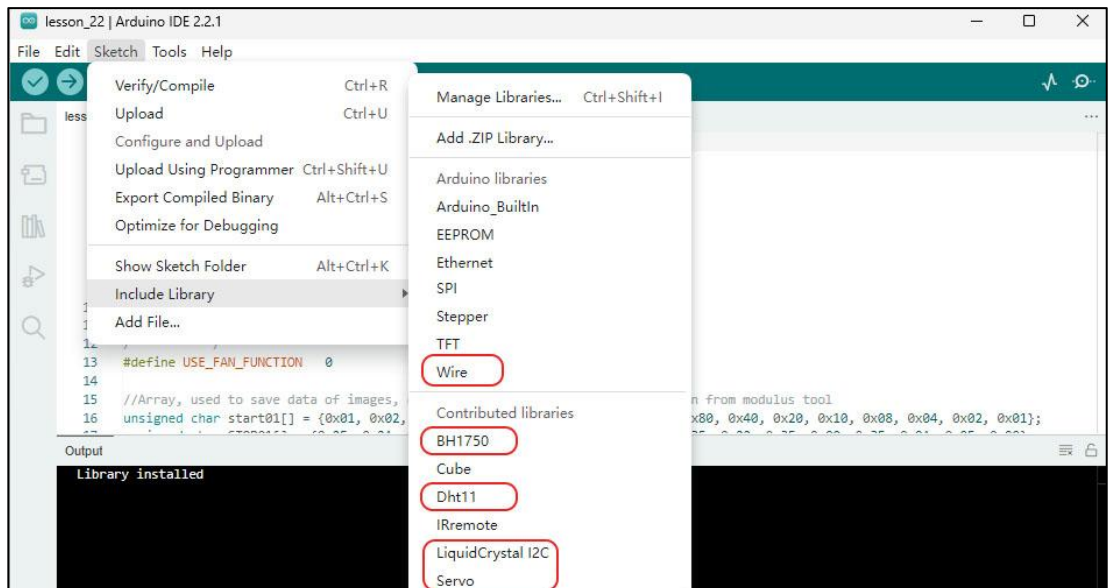 lesson_22 | Arduino IDE 2.2.1
File Edit Sketch Tools Help
Verify/Compile Ctrl+R
Upload Ctrl+U
Configure and Upload
Upload Using Programmer Ctrl+Shift+U
Export Compiled Binary Alt+Ctrl+S
Optimize for Debugging
Show Sketch Folder Alt+Ctrl+K
Include Library
Add File...
Manage Libraries... Ctrl+Shift+I
Add .ZIP Library...
Arduino libraries
Arduino_BuiltIn
EEPROM
Ethernet
SPI
Stepper
TFT
Wire
Contributed libraries
BH1750
Cube
Dht11
IRremote
LiquidCrystal I2C
Servo
less
12
13 #define USE_FAN_FUNCTION 0
14
15 //Array, used to save data of images, n from modulus tool
16 unsigned char start01[] = {0x01, 0x02, x80, 0x40, 0x20, 0x10, 0x08, 0x04, 0x02, 0x01};
Output
Library installed